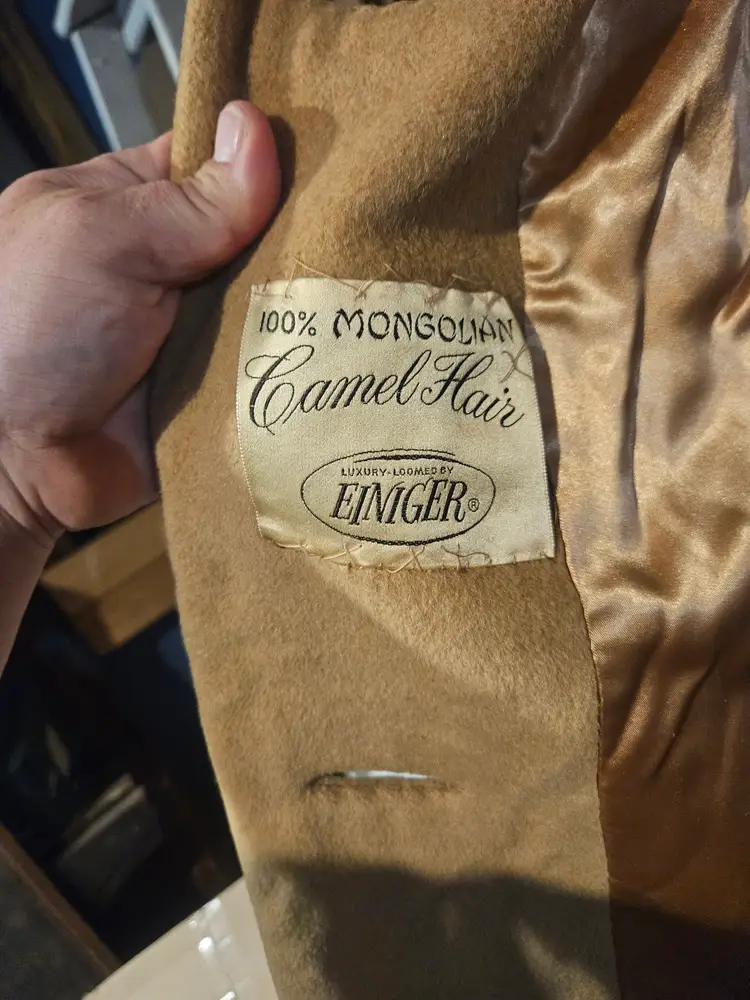 100% MONGOLIAN
Camel Hair
LUXURY-LOOMED BY
EINIGER®